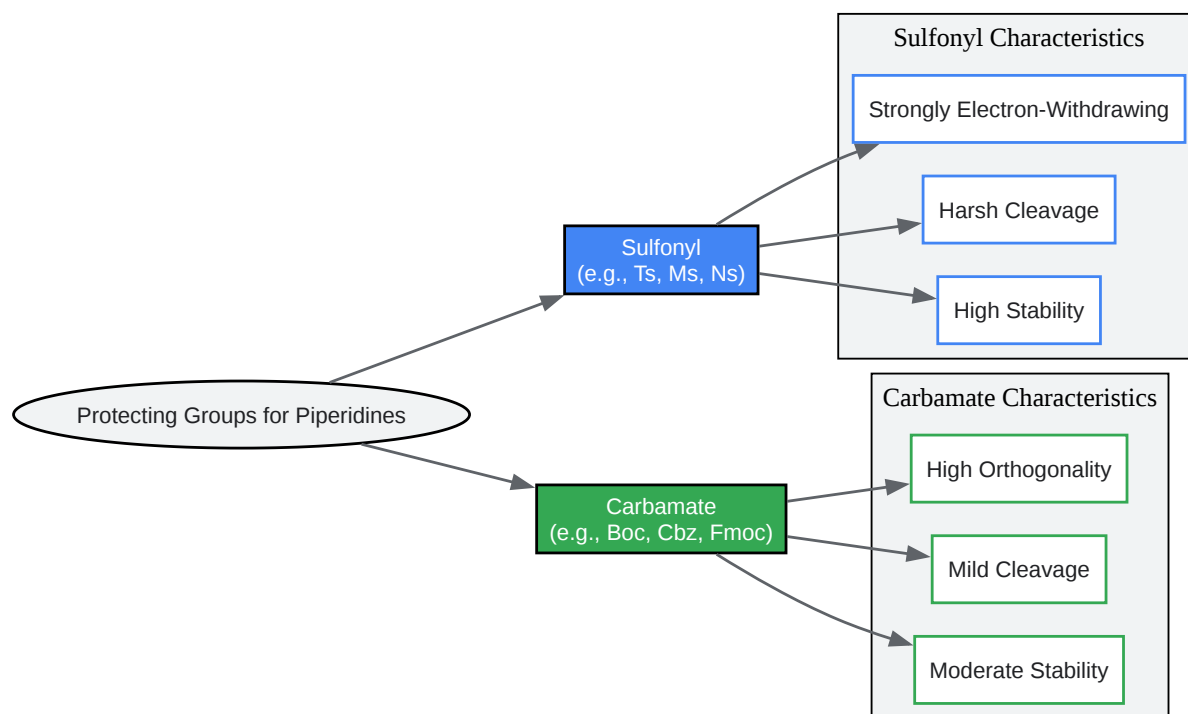 Sulfonyl Characteristics
Strongly Electron-Withdrawing
Harsh Cleavage
High Stability
Sulfonyl
(e.g., Ts, Ms, Ns)
Protecting Groups for Piperidines
Carbamate
(e.g., Boc, Cbz, Fmoc)
Carbamate Characteristics
High Orthogonality
Mild Cleavage
Moderate Stability